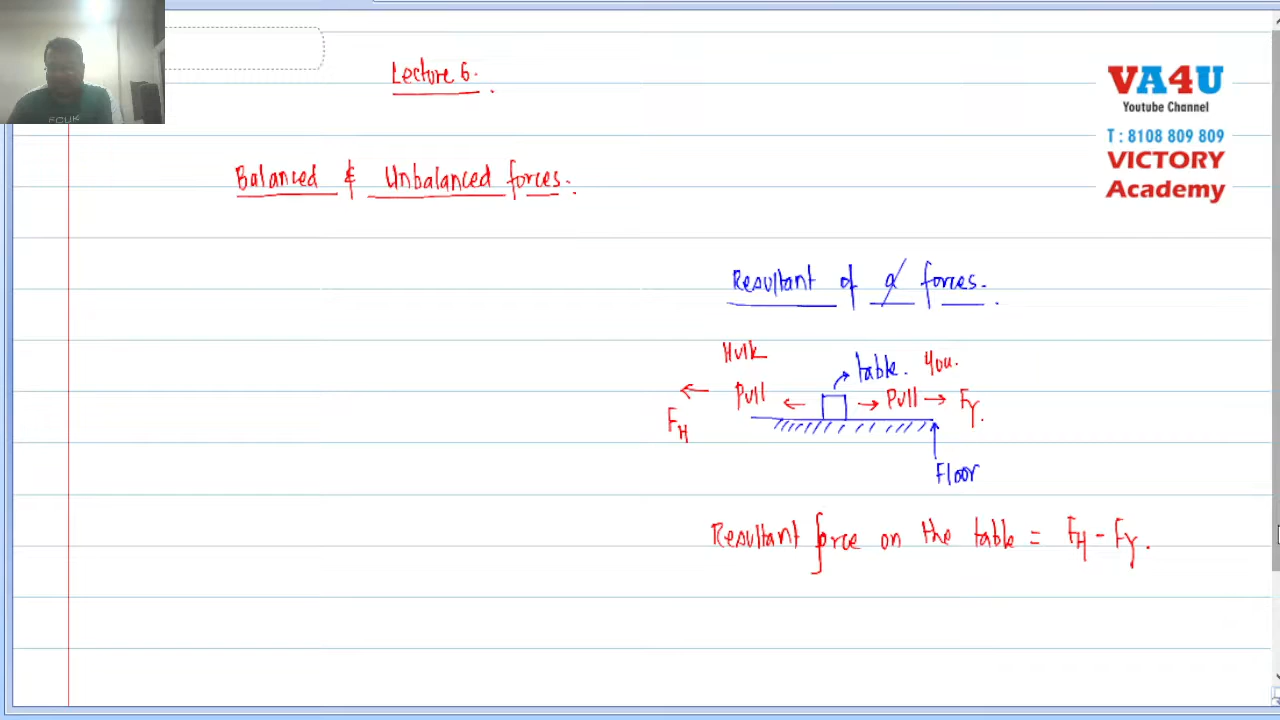 Lecture 6.
VA4U
Youtube Channel
T : 8108 809 809
VICTORY
Academy
Balanced & Unbalanced forces.
Resultant of forces.
Hulk
table. You.
Pull Pull Fy.
FH
Floor
Resultant force on the table = FH - Fy.